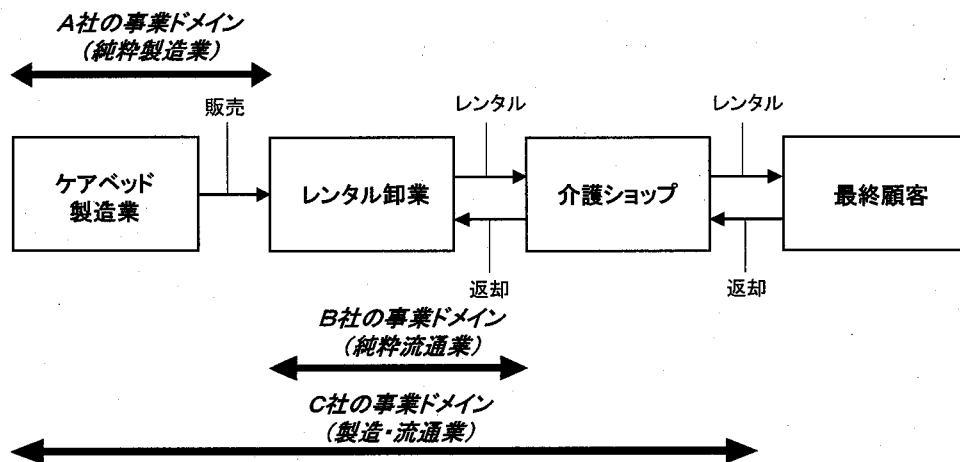 A社の事業ドメイン
(純粋製造業)
販売
レンタル
レンタル
ケアベッド
製造業
レンタル卸業
介護ショップ
最終顧客
返却
返却
B社の事業ドメイン
(純粋流通業)
C社の事業ドメイン
(製造・流通業)